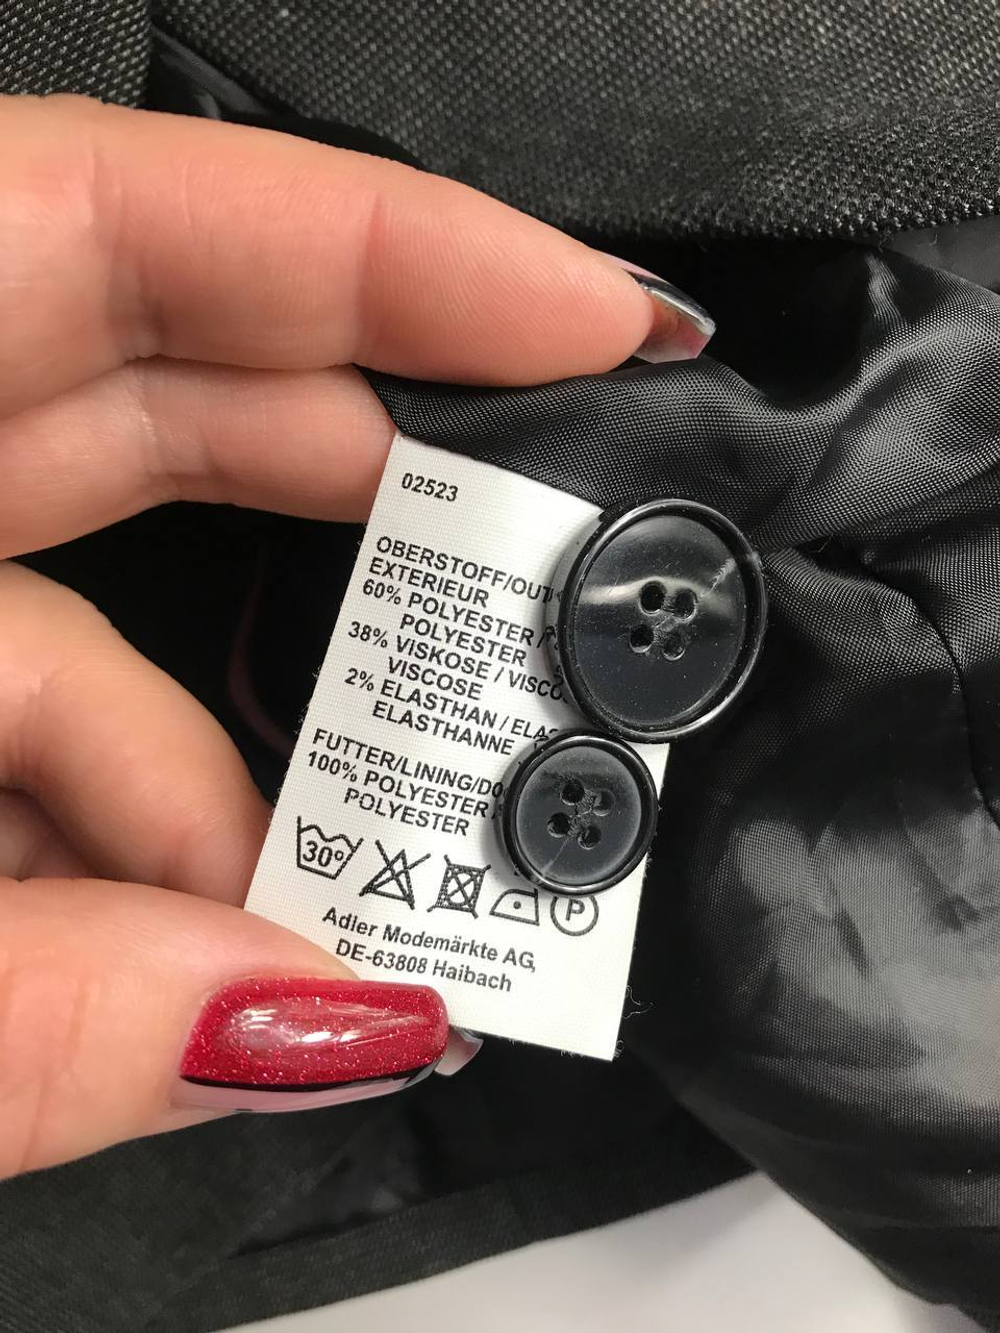 02523
OBERSTOFF/OUT
EXTERIEUR
60% POLYESTER /
POLYESTER
38% VISKOSE / VISCO
VISCOSE
2% ELASTHAN / ELAS
ELASTHANNE
FUTTER/LINING/DO
100% POLYESTER /
POLYESTER
30°
P
Adler Modemärkte AG,
DE-63808 Haibach